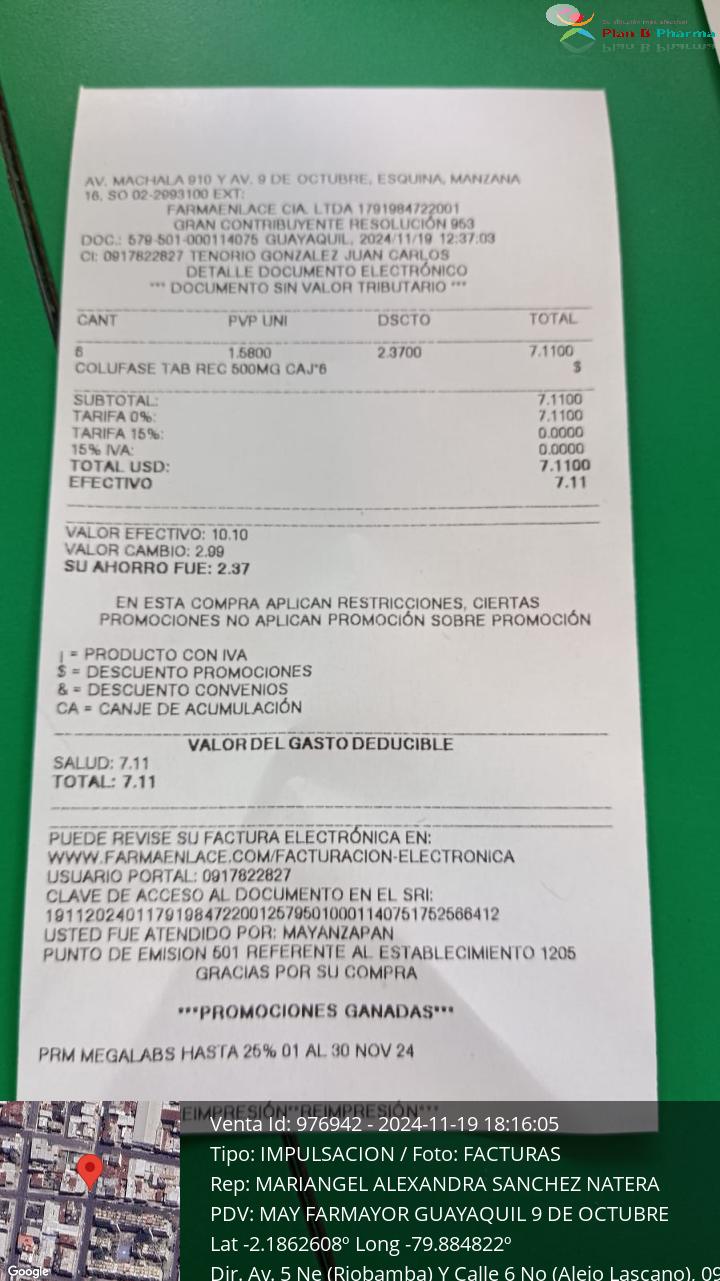 Tu situación más efectiva!
Plan B Pharma
AV. MACHALA 910 Y AV. 9 DE OCTUBRE, ESQUINA, MANZANA
16, SO 02-2993100 EXT:
FARMAENLACE CIA. LTDA 1791984722001
GRAN CONTRIBUYENTE RESOLUCIÓN 953
DOC.: 579-501-000114075 GUAYAQUIL, 2024/11/19 12:37:03
CI: 0917822827 TENORIO GONZALEZ JUAN CARLOS
DETALLE DOCUMENTO ELECTRÓNICO
*** DOCUMENTO SIN VALOR TRIBUTARIO ***
CANT PVP UNI DSCTO TOTAL
6 1.5800 2.3700 7.1100
COLUFASE TAB REC 500MG CAJ*6 $
SUBTOTAL: 7.1100
TARIFA 0%: 7.1100
TARIFA 15%: 0.0000
15% IVA: 0.0000
TOTAL USD: 7.1100
EFECTIVO 7.11
VALOR EFECTIVO: 10.10
VALOR CAMBIO: 2.99
SU AHORRO FUE: 2.37
EN ESTA COMPRA APLICAN RESTRICCIONES, CIERTAS
PROMOCIONES NO APLICAN PROMOCIÓN SOBRE PROMOCIÓN
¡ = PRODUCTO CON IVA
$ = DESCUENTO PROMOCIONES
& = DESCUENTO CONVENIOS
CA = CANJE DE ACUMULACIÓN
VALOR DEL GASTO DEDUCIBLE
SALUD: 7.11
TOTAL: 7.11
PUEDE REVISE SU FACTURA ELECTRÓNICA EN:
WWW.FARMAENLACE.COM/FACTURACION-ELECTRONICA
USUARIO PORTAL: 0917822827
CLAVE DE ACCESO AL DOCUMENTO EN EL SRI:
1911202401179198472200125795010001140751752566412
USTED FUE ATENDIDO POR: MAYANZAPAN
PUNTO DE EMISION 501 REFERENTE AL ESTABLECIMIENTO 1205
GRACIAS POR SU COMPRA
***PROMOCIONES GANADAS***
PRM MEGALABS HASTA 25% 01 AL 30 NOV 24
EIMPRESIÓN**REIMPRESIÓN***
Venta Id: 976942 - 2024-11-19 18:16:05
Tipo: IMPULSACION / Foto: FACTURAS
Rep: MARIANGEL ALEXANDRA SANCHEZ NATERA
PDV: MAY FARMAYOR GUAYAQUIL 9 DE OCTUBRE
Lat -2.1862608º Long -79.884822º
Dir. Av. 5 Ne (Riobamba) Y Calle 6 No (Alejo Lascano), 09
Google